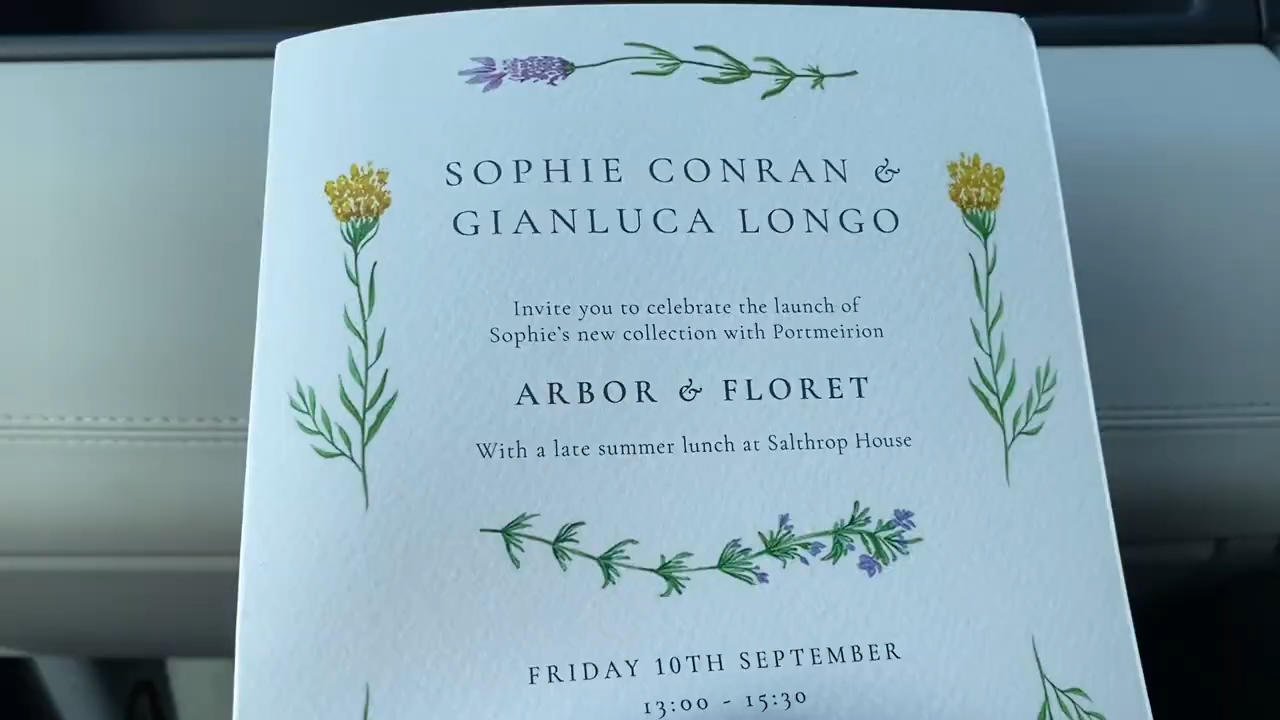 SOPHIE CONRAN &
GIANLUCA LONGO
Invite you to celebrate the launch of
Sophie's new collection with Portmeirion
ARBOR & FLORET
With a late summer lunch at Salthrop House
FRIDAY 10TH SEPTEMBER
13:00 - 15:30